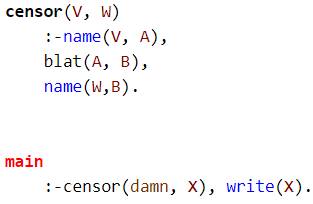 censor(V, W)
:-name(V, A),
blat(A, B),
name(W,B).
main
:-censor(damn, X), write(X).